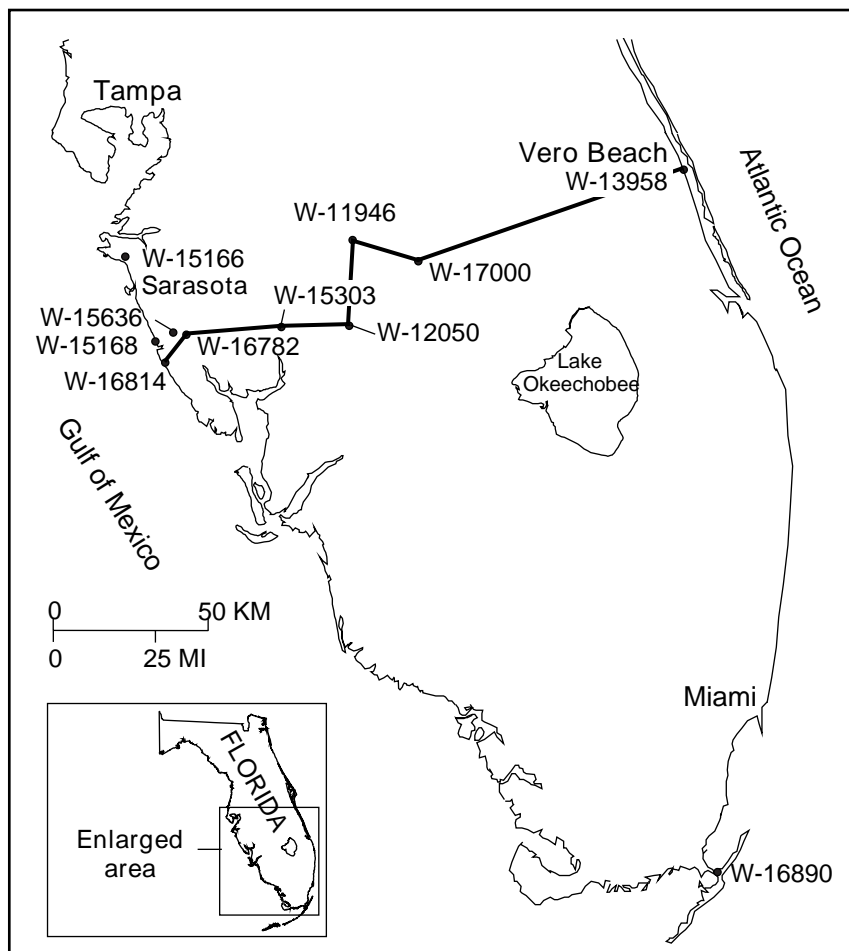 Tampa
Vero Beach
W-13958
Atlantic Ocean
W-11946
W-15166
W-17000
Sarasota
W-15303
W-15636
W-12050
W-15168
W-16782
W-16814
Lake
Okeechobee
Gulf of Mexico
0 50 KM
0 25 MI
Miami
FLORIDA
Enlarged
area
W-16890